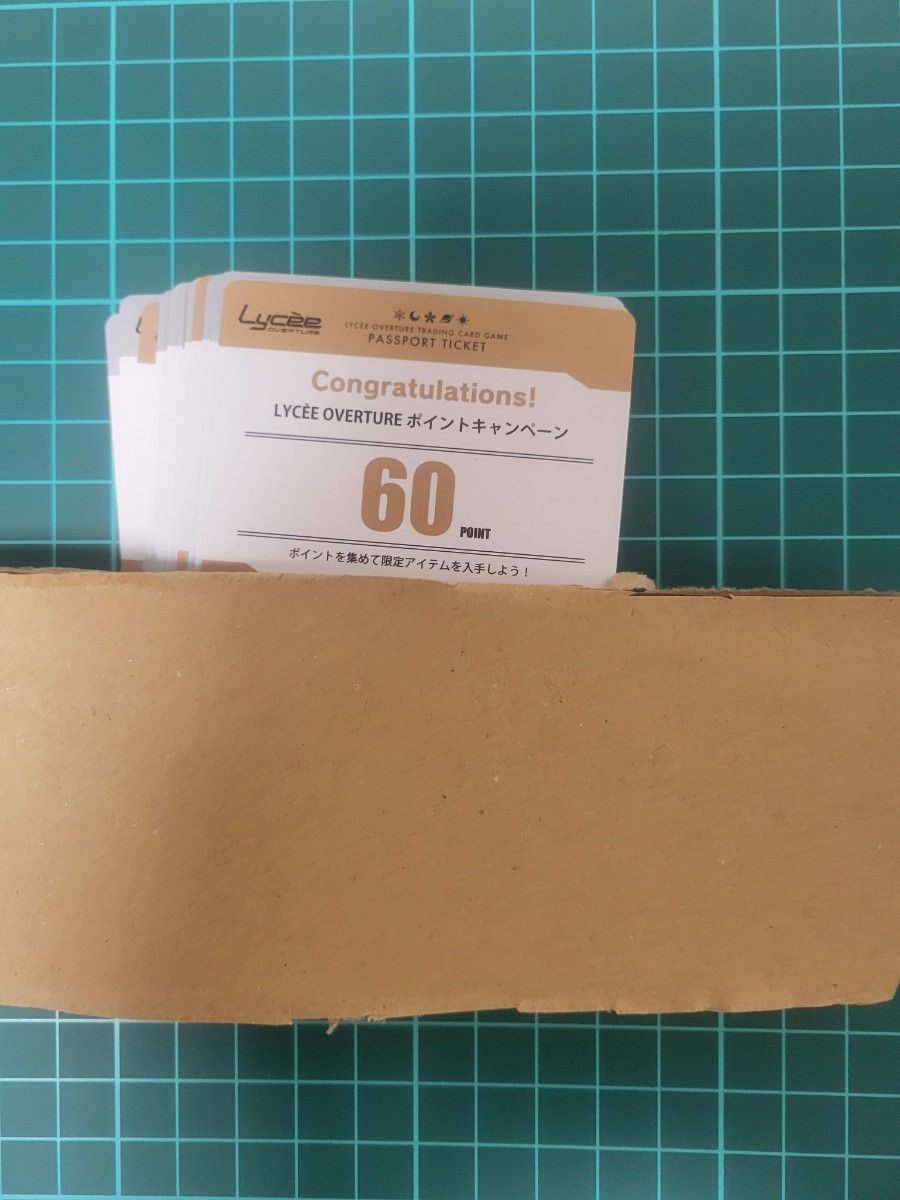 Lycèe
OVERTURE
LYCÈE OVERTURE TRADING CARD GAME
PASSPORT TICKET
Congratulations!
LYCÈE OVERTURE ポイントキャンペーン
60 POINT
ポイントを集めて限定アイテムを入手しよう!